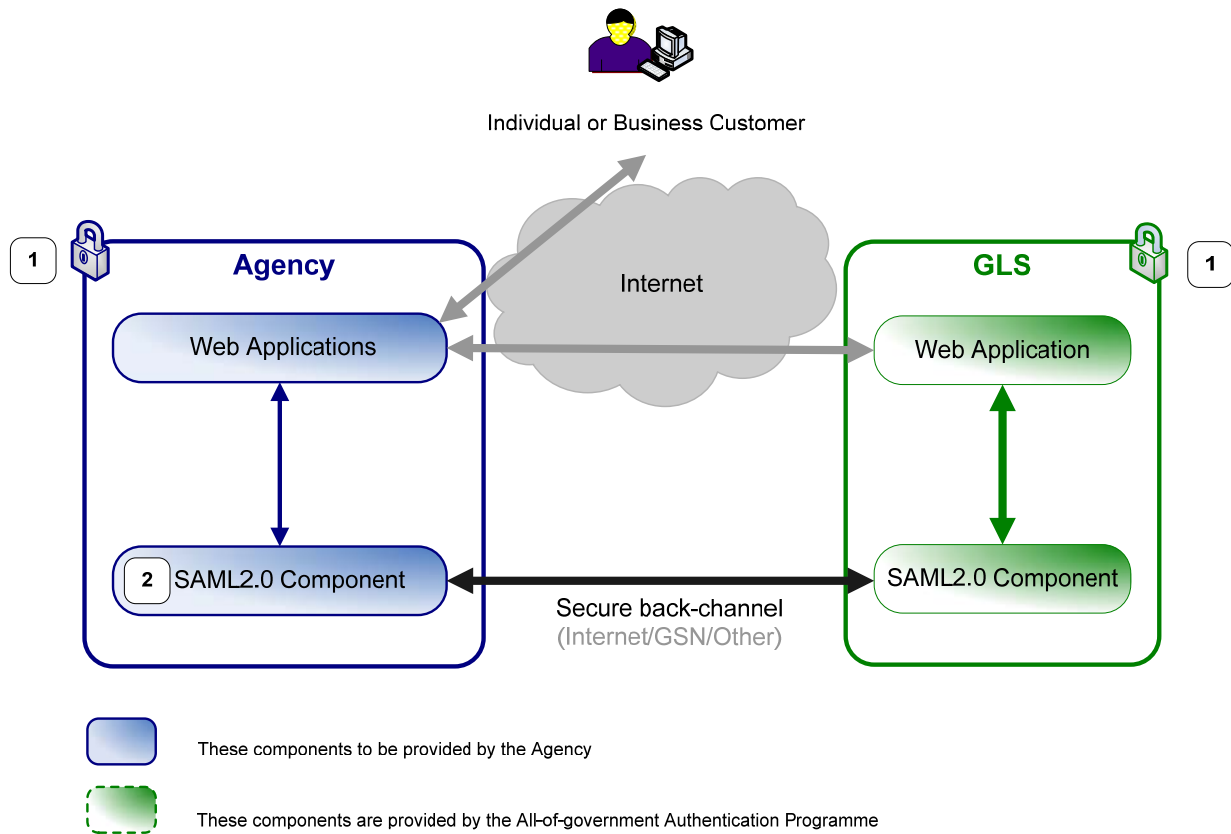 Individual or Business Customer
1
Agency
Internet
GLS
1
Web Applications
Web Application
2
SAML2.0 Component
SAML2.0 Component
Secure back-channel
(Internet/GSN/Other)
These components to be provided by the Agency
These components are provided by the All-of-government Authentication Programme